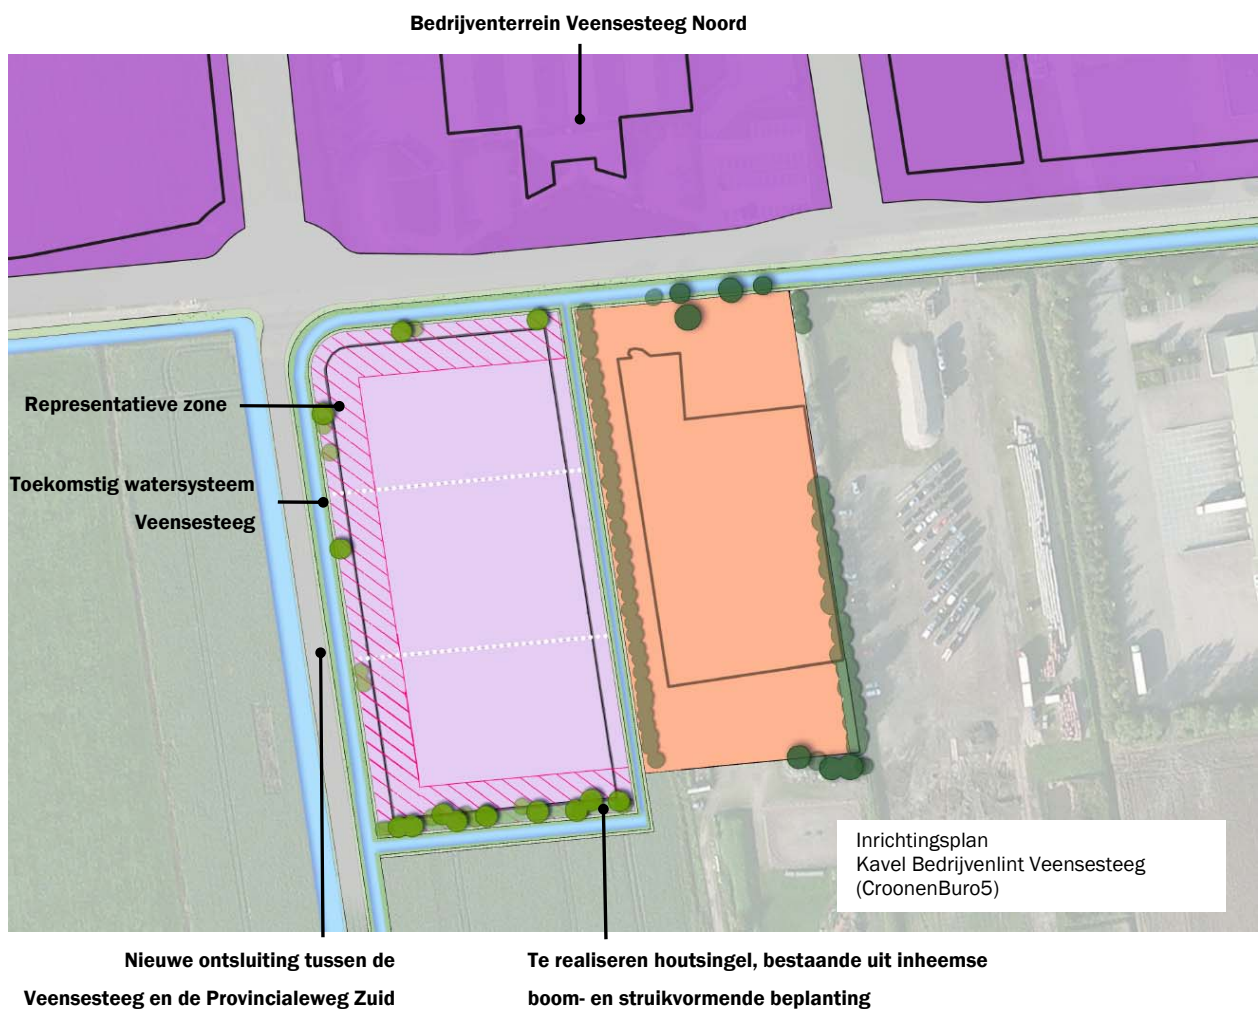 Bedrijventerrein Veensesteeg Noord
Representatieve zone
Toekomstig watersysteem
Veensesteeg
Inrichtingsplan
Kavel Bedrijvenlint Veensesteeg
(CroonenBuro5)
Nieuwe ontsluiting tussen de
Veensesteeg en de Provincialeweg Zuid
Te realiseren houtsingel, bestaande uit inheemse
boom- en struikvormende beplanting